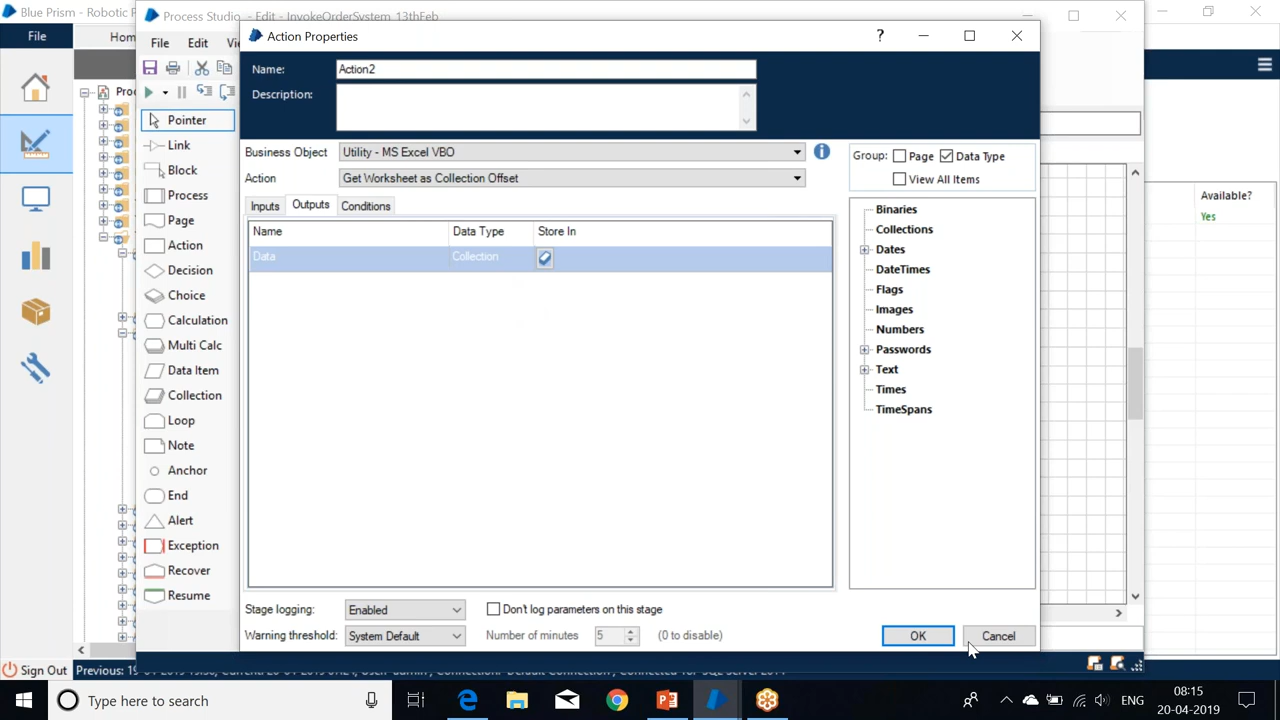 Blue Prism - Robotic P
Process Studio - Edit - InvokeOrderSystem_13thFeb
Action Properties
?
File
Hom
File
Edit
Vi
Name:
Action2
Description:
Proc
Pointer
Link
Block
Process
Page
Action
Decision
Choice
Calculation
Multi Calc
Data Item
Collection
Loop
Note
Anchor
End
Alert
Exception
Recover
Resume
Business Object
Utility - MS Excel VBO
Action
Get Worksheet as Collection Offset
Inputs
Outputs
Conditions
Name
Data Type
Store In
Data
Collection
Group:
Page
Data Type
View All Items
Binaries
Collections
Dates
DateTimes
Flags
Images
Numbers
Passwords
Text
Times
TimeSpans
Available?
Yes
Stage logging:
Enabled
Don't log parameters on this stage
Warning threshold:
System Default
Number of minutes
5
(0 to disable)
OK
Cancel
Sign Out
Type here to search
ENG
08:15
20-04-2019